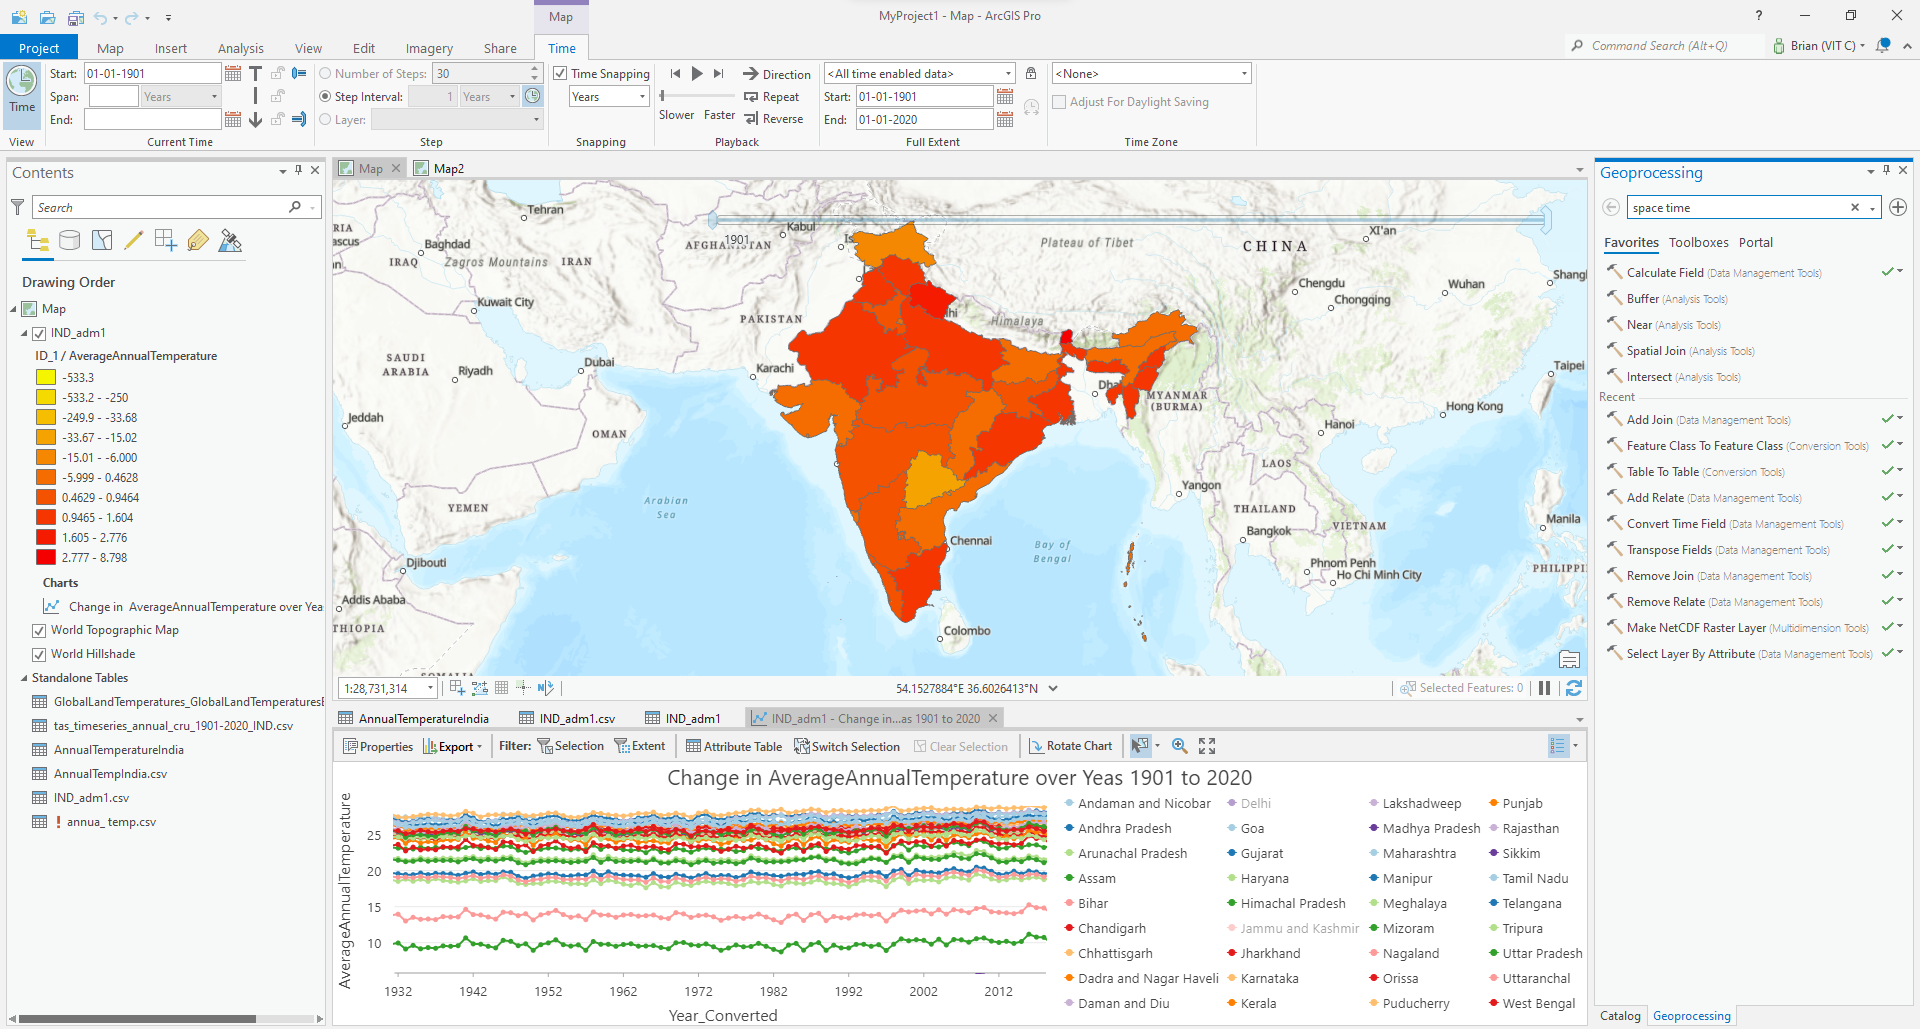 Map
MyProject1 - Map - ArcGIS Pro
?
Project
Map
Insert
Analysis
View
Edit
Imagery
Share
Time
Command Search (Alt+Q)
Brian (VIT C)
Time
View
Start:
01-01-1901
Span:
Years
End:
Current Time
Number of Steps:
30
Step Interval:
1
Years
Layer:
Step
Time Snapping
Years
Snapping
Direction
Repeat
Reverse
Slower
Faster
Playback
<All time enabled data>
Start:
01-01-1901
End:
01-01-2020
Full Extent
<None>
Adjust For Daylight Saving
Time Zone
Contents
Search
Drawing Order
Map
IND_adm1
ID_1 / AverageAnnualTemperature
-533.3
-533.2 - -250
-249.9 - -33.68
-33.67 - -15.02
-15.01 - -6.000
-5.999 - 0.4628
0.4629 - 0.9464
0.9465 - 1.604
1.605 - 2.776
2.777 - 8.798
Charts
Change in AverageAnnualTemperature over Yea
World Topographic Map
World Hillshade
Standalone Tables
GlobalLandTemperatures_GlobalLandTemperaturesB
tas_timeseries_annual_cru_1901-2020_IND.csv
AnnualTemperatureIndia
AnnualTempIndia.csv
IND_adm1.csv
! annua_ temp.csv
Map
Map2
Tehran
RIA
ascus
Baghdad
IRAQ
Zagros Mountains
IRAN
AFGHANISTAN
Kabul
1901
Plateau of Tibet
CHINA
XI'an
Shang
Kuwait City
PAKISTAN
Himalaya
Chengdu
Chongqing
Wuhan
SAUDI
ARABIA
Riyadh
Dubai
Karachi
lhi
Dha
MYANMAR
(BURMA)
Taipei
Hong Kong
Jeddah
OMAN
Hanoi
LAOS
Arabian
Sea
Yangon
YEMEN
THAILAND
Bangkok
VIETNAM
Manila
Chennai
Bay of
Bengal
Djibouti
Phnom Penh
Ho Chi Minh City
PHILIPPI
Addis Ababa
THIOPIA
Colombo
SOMALIA
1:28,731,314
54.1527884°E 36.6026413°N
Selected Features: 0
AnnualTemperatureIndia
IND_adm1.csv
IND_adm1
IND_adm1 - Change in...as 1901 to 2020
Properties
Export
Filter:
Selection
Extent
Attribute Table
Switch Selection
Clear Selection
Rotate Chart
Change in AverageAnnualTemperature over Yeas 1901 to 2020
AverageAnnualTemperature
25
20
15
10
1932
1942
1952
1962
1972
1982
1992
2002
2012
Year_Converted
Andaman and Nicobar
Delhi
Lakshadweep
Punjab
Andhra Pradesh
Goa
Madhya Pradesh
Rajasthan
Arunachal Pradesh
Gujarat
Maharashtra
Sikkim
Assam
Haryana
Manipur
Tamil Nadu
Bihar
Himachal Pradesh
Meghalaya
Telangana
Chandigarh
Jammu and Kashmir
Mizoram
Tripura
Chhattisgarh
Jharkhand
Nagaland
Uttar Pradesh
Dadra and Nagar Haveli
Karnataka
Orissa
Uttaranchal
Daman and Diu
Kerala
Puducherry
West Bengal
Geoprocessing
space time
Favorites
Toolboxes
Portal
Calculate Field (Data Management Tools)
Buffer (Analysis Tools)
Near (Analysis Tools)
Spatial Join (Analysis Tools)
Intersect (Analysis Tools)
Recent
Add Join (Data Management Tools)
Feature Class To Feature Class (Conversion Tools)
Table To Table (Conversion Tools)
Add Relate (Data Management Tools)
Convert Time Field (Data Management Tools)
Transpose Fields (Data Management Tools)
Remove Join (Data Management Tools)
Remove Relate (Data Management Tools)
Make NetCDF Raster Layer (Multidimension Tools)
Select Layer By Attribute (Data Management Tools)
Catalog
Geoprocessing